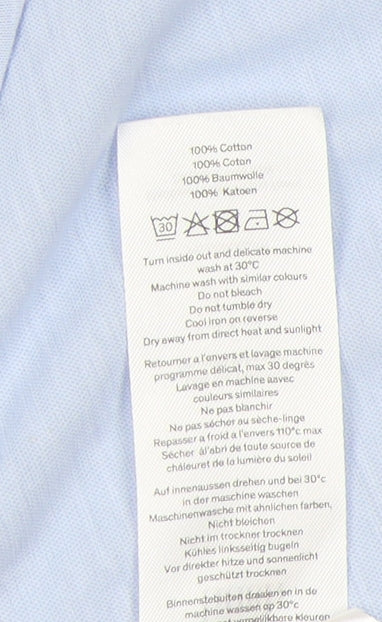 100% Cotton
100% Coton
100% Baumwolle
100% Katoen
30
Turn inside out and delicate machine
wash at 30°C
Machine wash with similar colours
Do not bleach
Do not tumble dry
Cool iron on reverse
Dry away from direct heat and sunlight
Retourner a l'envers et lavage machine
programme délicat, max 30 degrés
Lavage en machine aavec
couleurs similaires
Ne pas blanchir
Ne pas sécher au sèche-linge
Repasser a froid a l'envers 110°c max
Sécher àl'abri de toute source de
châleuret de la lumière du soleil
Auf innenaussen drehen und bei 30°c
in der maschine waschen
Maschinenwasche mit ahnlichen farben,
Nicht bleichen
Nicht im trockner trocknen
Kühles linksseitig bugeln
Vor direkter hitze und sonnenlicht
geschützt trocknen
Binnenstebuiten draaien en in de
machine wassen op 30°c
kleuren